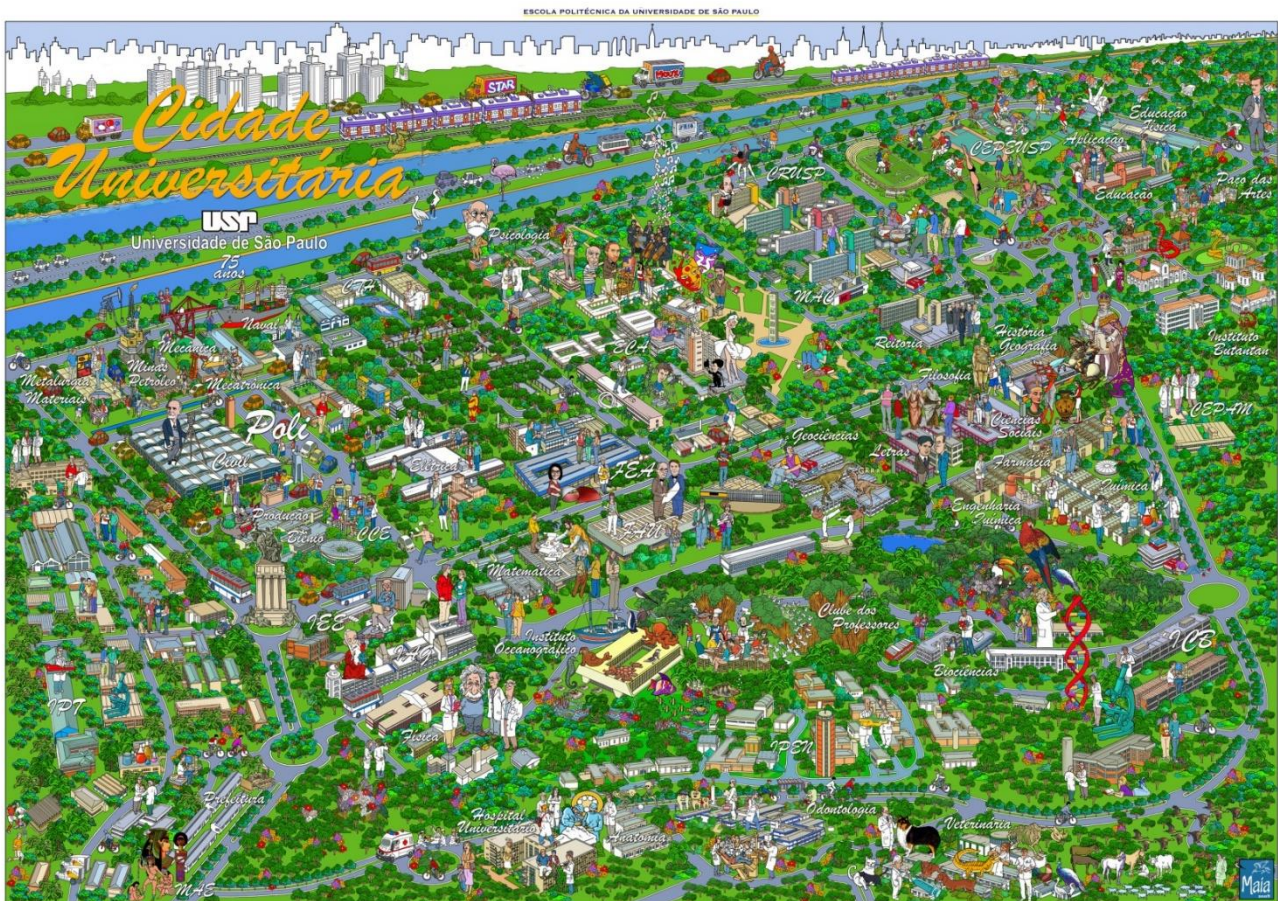 ESCOLA POLITÉCNICA DA UNIVERSIDADE DE SÃO PAULO
STAR
Cidade
Universitária
USP
Universidade de São Paulo
75
anos
Educação
Física
Aplicação
CEPEUSP
CRUSP
Educação
Paço das
Artes
Psicologia
CTH
MAC
Naval
Mecânica
ECA
Reitoria
História
Geografia
Instituto
Butantan
Minas
Petróleo
Metalurgia
Materiais
Mecatrônica
Filosofia
CEPAM
Poli
Civil
Ciências
Sociais
Geociências
Letras
Farmácia
Elétrica
FEA
Química
Engenharia
Química
Produção
Biênio
CCE
FAU
Matemática
Clube dos
Professores
IEE
IAG
Instituto
Oceanográfico
ICB
Biociências
IPT
Física
IPEN
Prefeitura
Hospital
Universitário
Anatomia
Odontologia
Veterinária
MAE
Maia